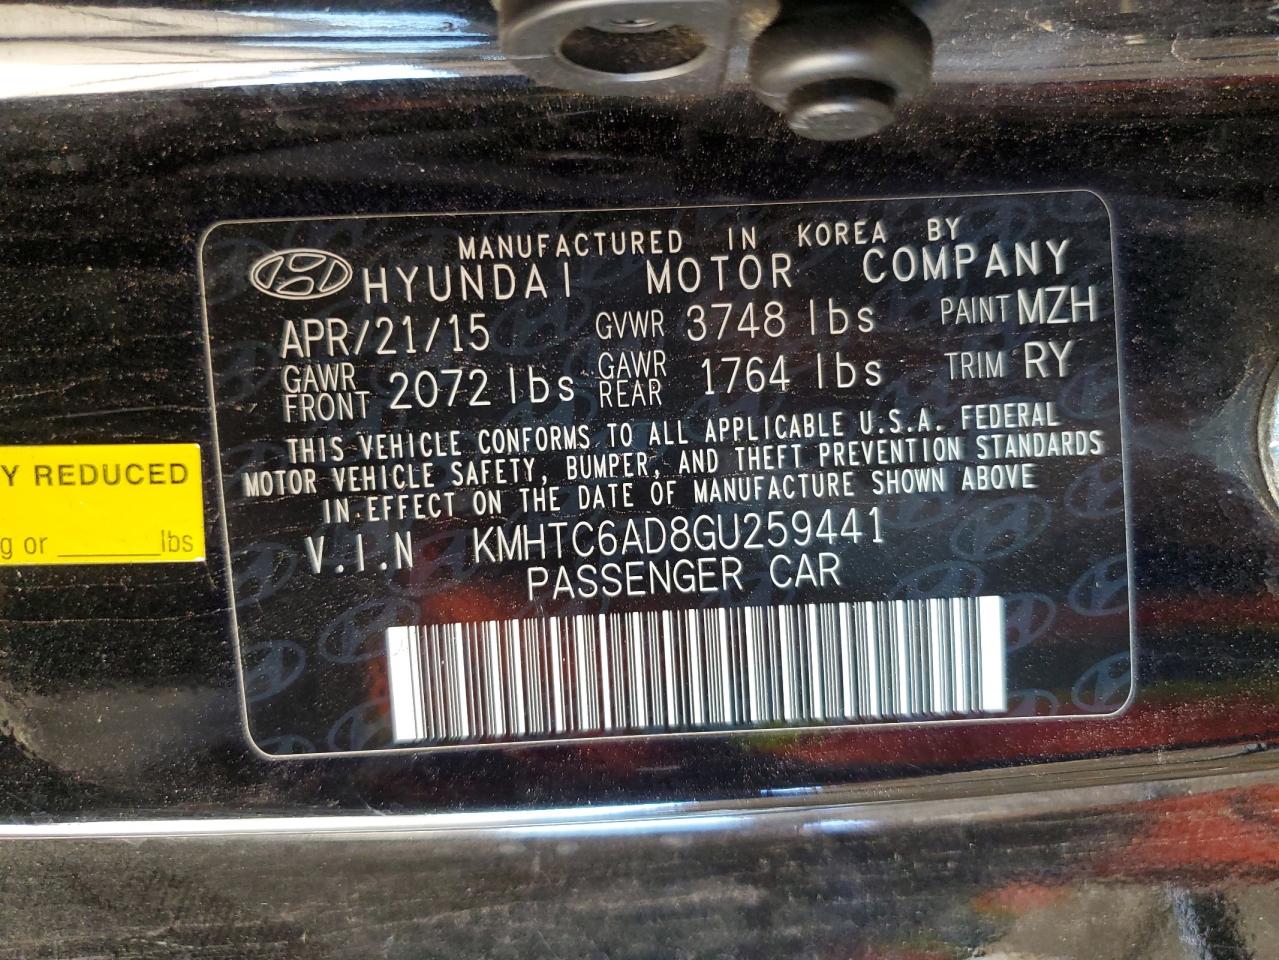 MANUFACTURED IN KOREA BY
HYUNDAI MOTOR COMPANY
APR/21/15 GVWR 3748 lbs PAINT MZH
GAWR FRONT 2072 lbs GAWR REAR 1764 lbs TRIM RY
THIS VEHICLE CONFORMS TO ALL APPLICABLE U.S.A. FEDERAL
MOTOR VEHICLE SAFETY, BUMPER, AND THEFT PREVENTION STANDARDS
IN EFFECT ON THE DATE OF MANUFACTURE SHOWN ABOVE
V.I.N KMHTC6AD8GU259441
PASSENGER CAR
Y REDUCED
g or ________lbs